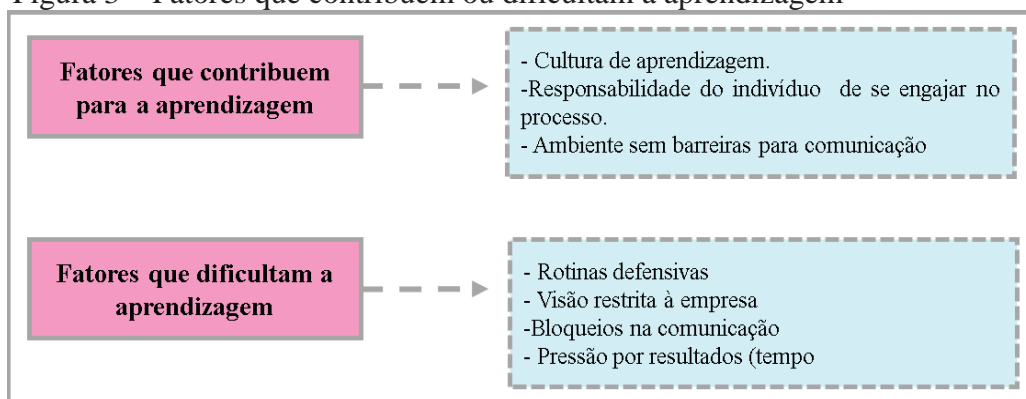 Figura 3 – Fatores que contribuem ou dificultam a aprendizagem
Fatores que contribuem
para a aprendizagem
- Cultura de aprendizagem.
-Responsabilidade do indivíduo de se engajar no
processo.
- Ambiente sem barreiras para comunicação
Fatores que dificultam a
aprendizagem
- Rotinas defensivas
- Visão restrita à empresa
-Bloqueios na comunicação
- Pressão por resultados (tempo